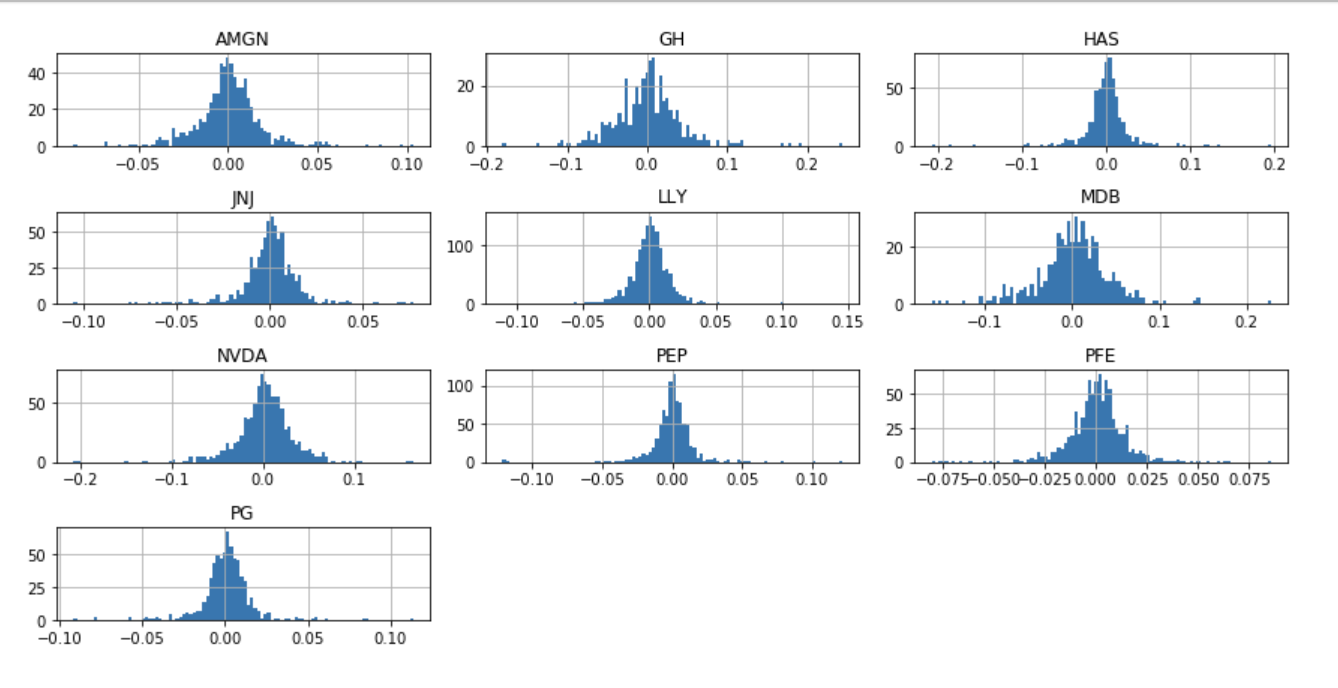 AMGN GH HAS
40
20
0
−0.05 0.00 0.05 0.10
20
0
−0.2 −0.1 0.0 0.1 0.2
50
0
−0.2 −0.1 0.0 0.1 0.2
JNJ LLY MDB
50
25
0
−0.10 −0.05 0.00 0.05
100
0
−0.10 −0.05 0.00 0.05 0.10 0.15
20
0
−0.1 0.0 0.1 0.2
NVDA PEP PFE
50
0
−0.2 −0.1 0.0 0.1
100
50
0
−0.10 −0.05 0.00 0.05 0.10
50
25
0
−0.075−0.050−0.025 0.000 0.025 0.050 0.075
PG
50
25
0
−0.10 −0.05 0.00 0.05 0.10